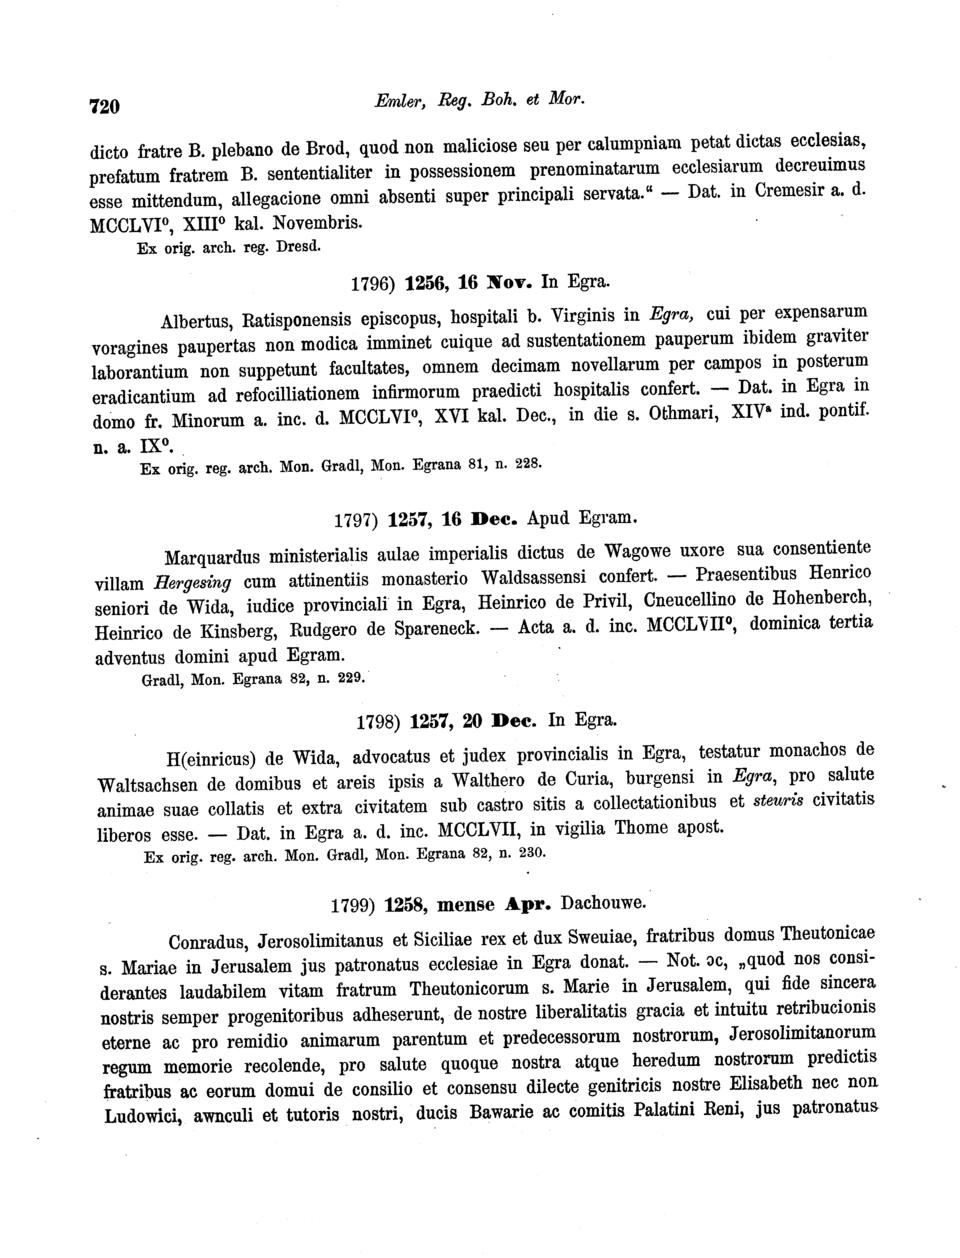 720
Emler, Reg. Boh. et Mor.
dicto fratre B. plebano de Brod, quod non maliciose seu per calumpniam petat dictas ecclesias,
prefatum fratrem B. sententialiter in possessionem prenominatarum ecclesiarum decreuimus
esse mittendum, allegacione omni absenti super principali servata.“ — Dat. in Cremesir a. d.
MCCLVIº, XIIIº kal. Novembris.
Ex orig. arch. reg. Dresd.
1796) 1256, 16 Nov. In Egra.
Albertus, Ratisponensis episcopus, hospitali b. Virginis in Egra, cui per expensarum
voragines paupertas non modica imminet cuique ad sustentationem pauperum ibidem graviter
laborantium non suppetunt facultates, omnem decimam novellarum per campos in posterum
eradicantium ad refocilliationem infirmorum praedicti hospitalis confert. — Dat. in Egra in
domo fr. Minorum a. inc. d. MCCLVIº, XVI kal. Dec., in die s. Othmari, XIVª ind. pontif.
n. a. IXº.
Ex orig. reg. arch. Mon. Gradl, Mon. Egrana 81, n. 228.
1797) 1257, 16 Dec. Apud Egram.
Marquardus ministerialis aulae imperialis dictus de Wagowe uxore sua consentiente
villam Hergesing cum attinentiis monasterio Waldsassensi confert. — Praesentibus Henrico
seniori de Wida, iudice provinciali in Egra, Heinrico de Privil, Cneucellino de Hohenberch,
Heinrico de Kinsberg, Rudgero de Spareneck. — Acta a. d. inc. MCCLVIIº, dominica tertia
adventus domini apud Egram.
Gradl, Mon. Egrana 82, n. 229.
1798) 1257, 20 Dec. In Egra.
H(einricus) de Wida, advocatus et judex provincialis in Egra, testatur monachos de
Waltsachsen de domibus et areis ipsis a Walthero de Curia, burgensi in Egra, pro salute
animae suae collatis et extra civitatem sub castro sitis a collectationibus et steuris civitatis
liberos esse. — Dat. in Egra a. d. inc. MCCLVII, in vigilia Thome apost.
Ex orig. reg. arch. Mon. Gradl, Mon. Egrana 82, n. 230.
1799) 1258, mense Apr. Dachouwe.
Conradus, Jerosolimitanus et Siciliae rex et dux Sweuiae, fratribus domus Theutonicae
s. Mariae in Jerusalem jus patronatus ecclesiae in Egra donat. — Not. ɔc, „quod nos consi-
derantes laudabilem vitam fratrum Theutonicorum s. Marie in Jerusalem, qui fide sincera
nostris semper progenitoribus adheserunt, de nostre liberalitatis gracia et intuitu retribucionis
eterne ac pro remidio animarum parentum et predecessorum nostrorum, Jerosolimitanorum
regum memorie recolende, pro salute quoque nostra atque heredum nostrorum predictis
fratribus ac eorum domui de consilio et consensu dilecte genitricis nostre Elisabeth nec non
Ludowici, awnculi et tutoris nostri, ducis Bawarie ac comitis Palatini Reni, jus patronatus